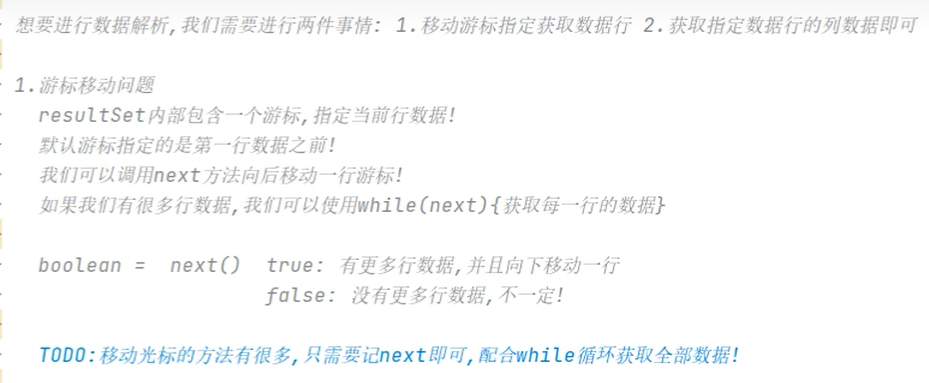 想要进行数据解析,我们需要进行两件事情: 1.移动游标指定获取数据行 2.获取指定数据行的列数据即可
1.游标移动问题
resultSet内部包含一个游标,指定当前行数据!
默认游标指定的是第一行数据之前!
我们可以调用next方法向后移动一行游标!
如果我们有很多行数据,我们可以使用while(next){获取每一行的数据}
boolean = next() true: 有更多行数据,并且向下移动一行
false: 没有更多行数据,不一定!
TODO:移动光标的方法有很多,只需要记next即可,配合while循环获取全部数据!